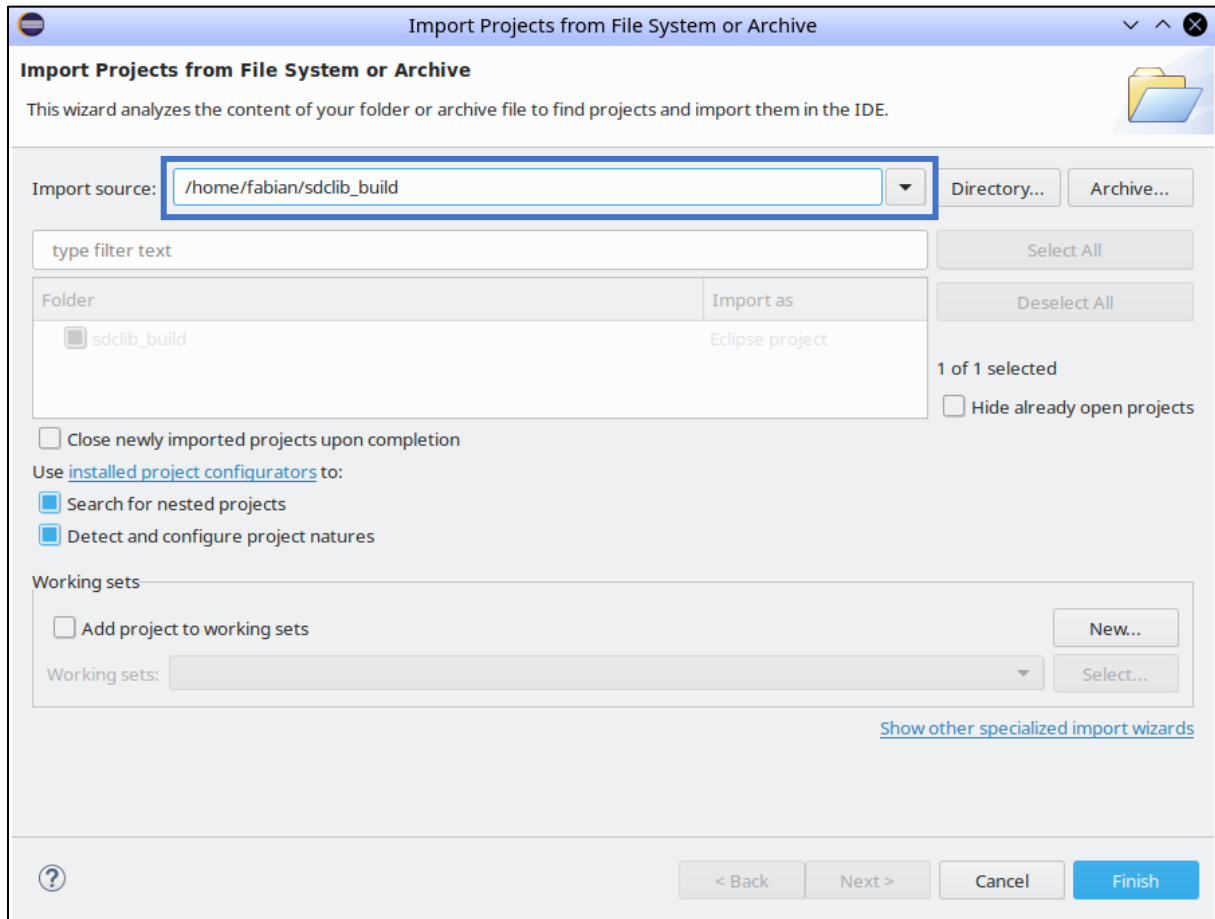 Import Projects from File System or Archive
Import Projects from File System or Archive
This wizard analyzes the content of your folder or archive file to find projects and import them in the IDE.
Import source: /home/fabian/sdclib_build Directory... Archive...
type filter text Select All
Folder Import as Deselect All
sdclib_build Eclipse project
1 of 1 selected
Hide already open projects
Close newly imported projects upon completion
Use installed project configurators to:
Search for nested projects
Detect and configure project natures
Working sets
Add project to working sets New...
Working sets: Select...
Show other specialized import wizards
? < Back Next > Cancel Finish